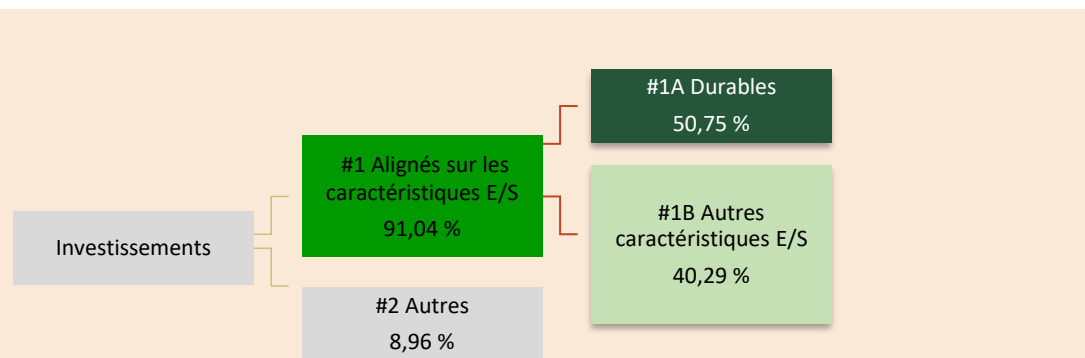 Investissements
#1 Alignés sur les
caractéristiques E/S
91,04 %
#2 Autres
8,96 %
#1A Durables
50,75 %
#1B Autres
caractéristiques E/S
40,29 %